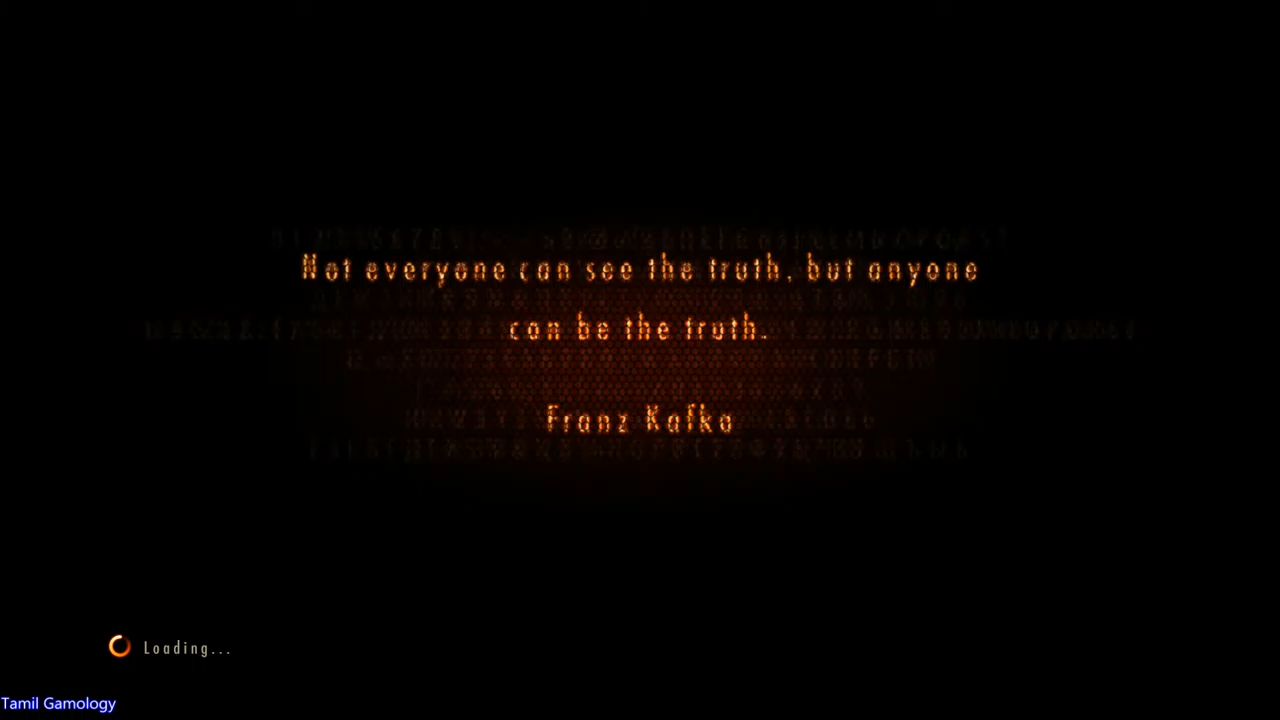 Not everyone can see the truth, but anyone
can be the truth.
Franz Kafka
Loading...
Tamil Gamology